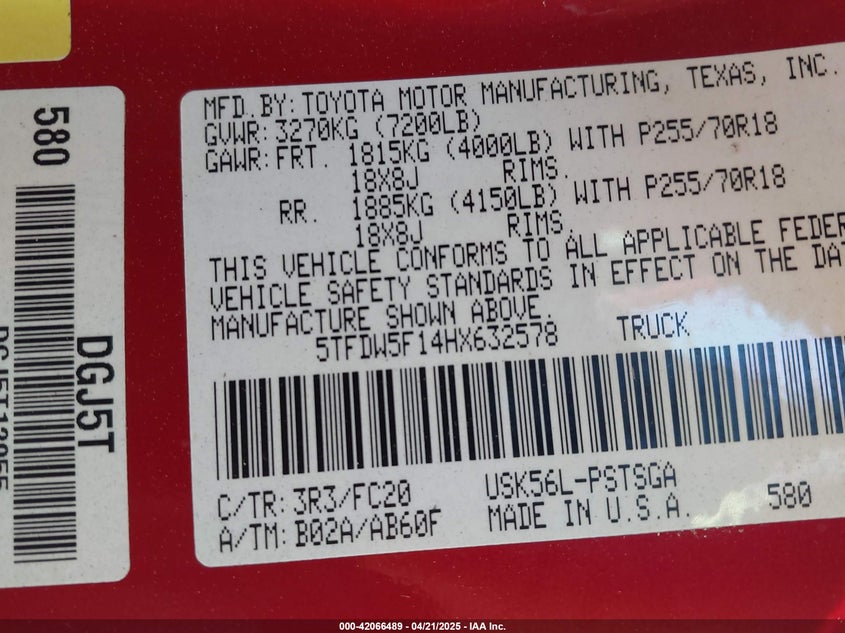 580
DGJ5T
MFD.BY: TOYOTA MOTOR MANUFACTURING, TEXAS, INC.
GVWR: 3270KG (7200LB)
GAWR: FRT. 1815KG (4000LB) WITH P255/70R18
18X8J RIMS.
RR. 1885KG (4150LB) WITH P255/70R18
18X8J RIMS.
THIS VEHICLE CONFORMS TO ALL APPLICABLE FEDER
VEHICLE SAFETY STANDARDS IN EFFECT ON THE DAT
MANUFACTURE SHOWN ABOVE.
5TFDW5F14HX632578 TRUCK
C/TR: 3R3/FC20 USK56L-PSTSGA
A/TM: B02A/AB60F MADE IN U.S.A. 580
000-42066489 - 04/21/2025 - IAA Inc.